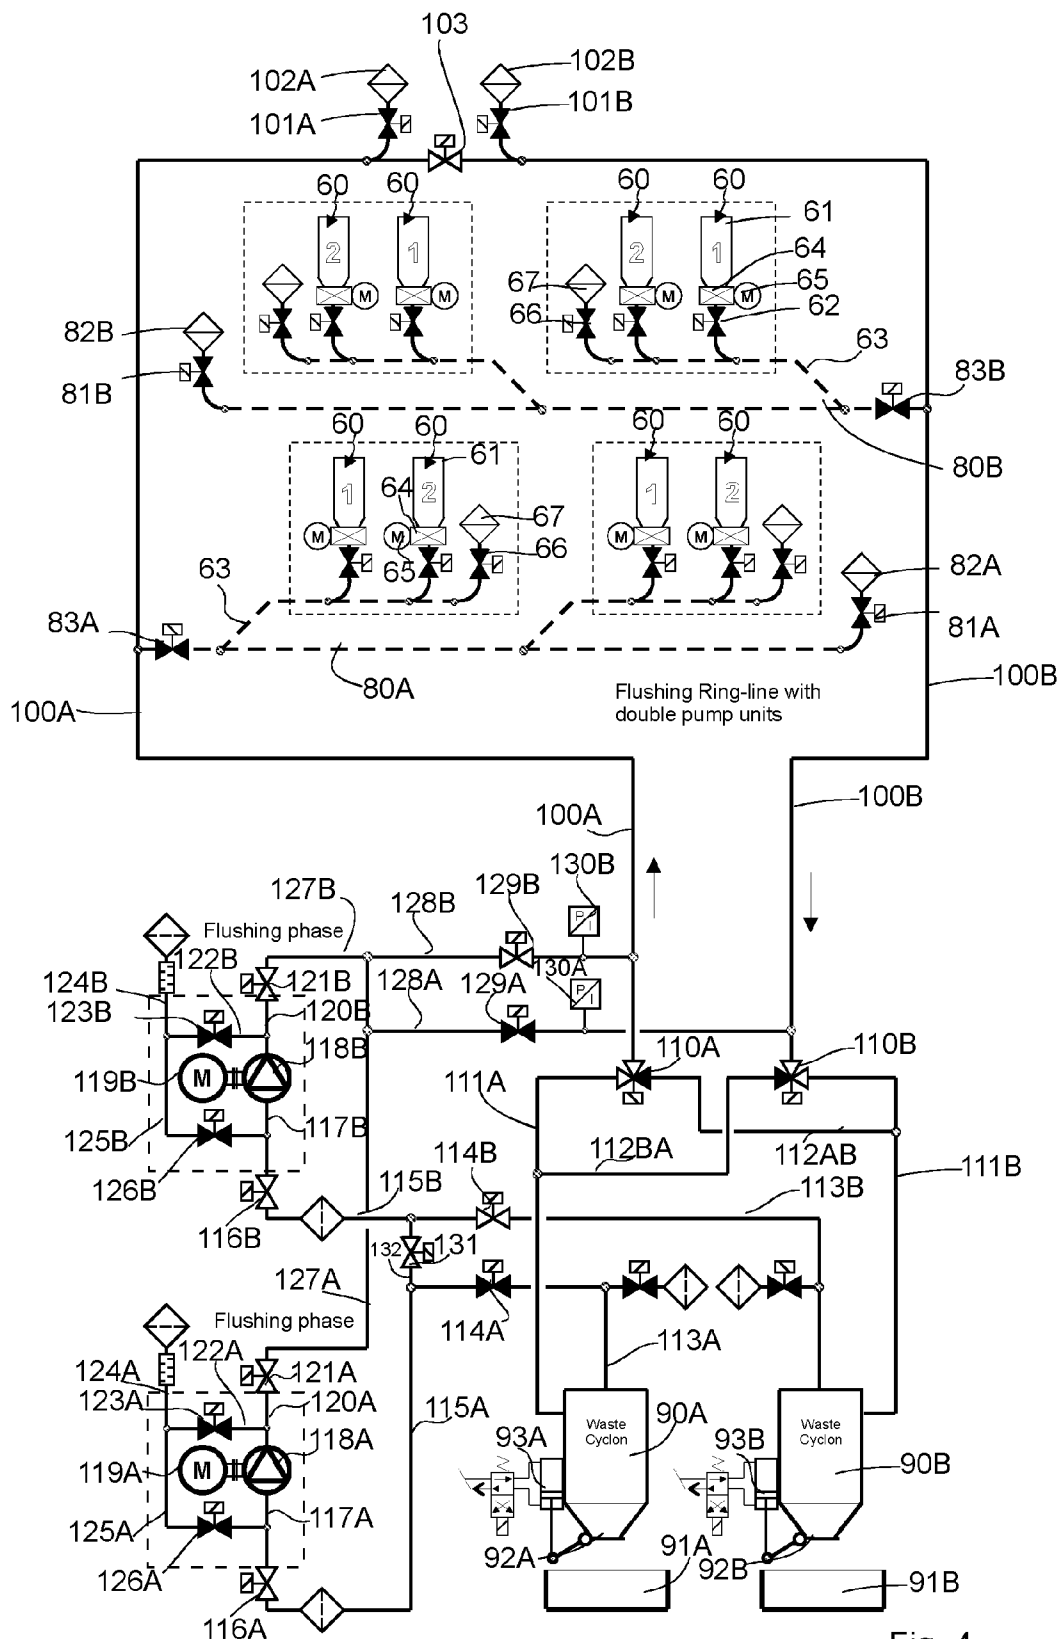 103
102A
102B
101A
101B
60
60
60
60
61
2
1
2
1
64
67
65
M
M
M
M
66
62
82B
63
83B
81B
60
60
60
60
61
80B
1
2
1
2
64
67
M
M
M
M
65
66
63
82A
83A
81A
80A
Flushing Ring-line with
double pump units
100B
100A
100B
100A
130B
127B
129B
128B
P
I
Flushing phase
122B
130A
124B
121B
128A
129A
P
I
123B
120B
118B
110A
110B
119B
M
111A
117B
125B
112BA
112AB
114B
111B
126B
115B
113B
116B
132
131
127A
114A
Flushing phase
113A
122A
124A
121A
123A
120A
115A
Waste
Cyclon
90A
Waste
Cyclon
118A
93A
93B
119A
M
90B
117A
125A
92A
91A
92B
126A
91B
116A